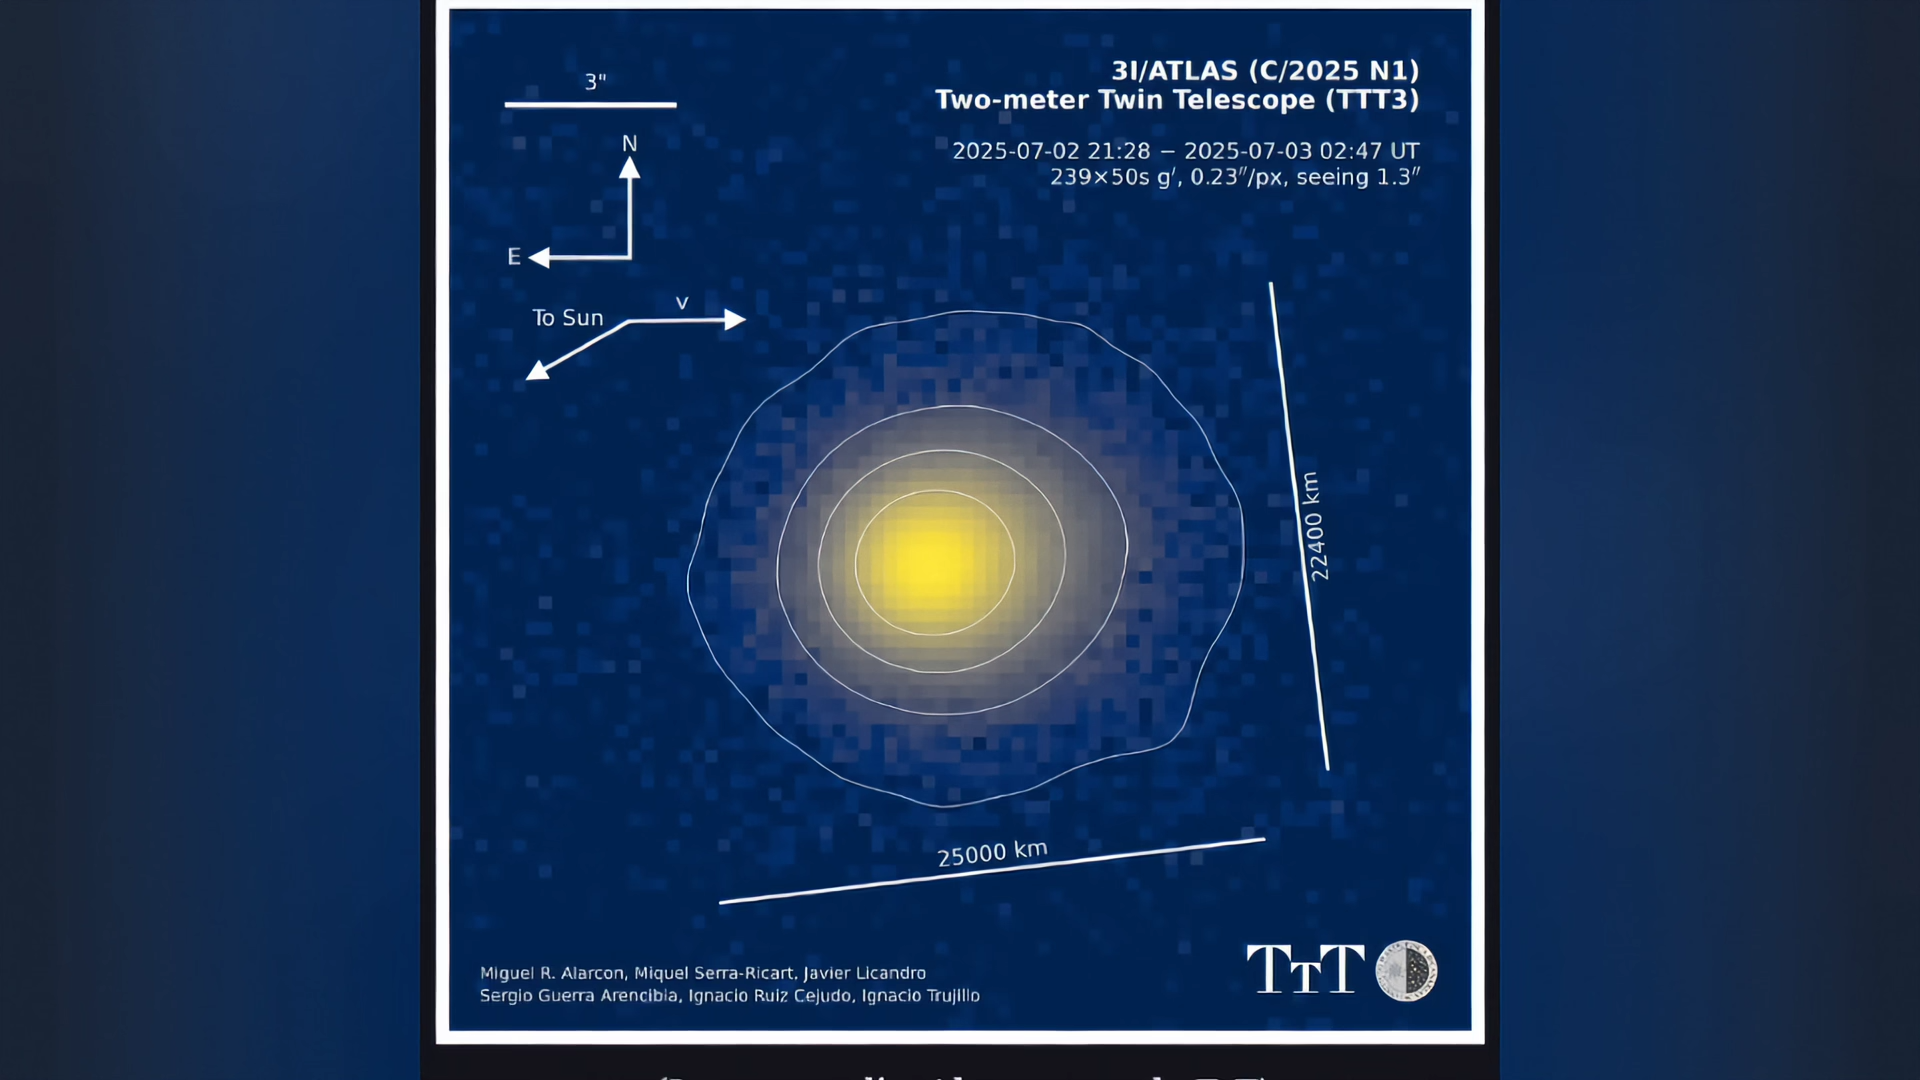 3"
3I/ATLAS (C/2025 N1)
Two-meter Twin Telescope (TTT3)
2025-07-02 21:28 − 2025-07-03 02:47 UT
239×50s g′, 0.23″/px, seeing 1.3″
N
E
To Sun
v
22400 km
25000 km
Miguel R. Alarcon, Miquel Serra-Ricart, Javier Licandro
Sergio Guerra Arencibia, Ignacio Ruiz Cejudo, Ignacio Trujillo
TTT